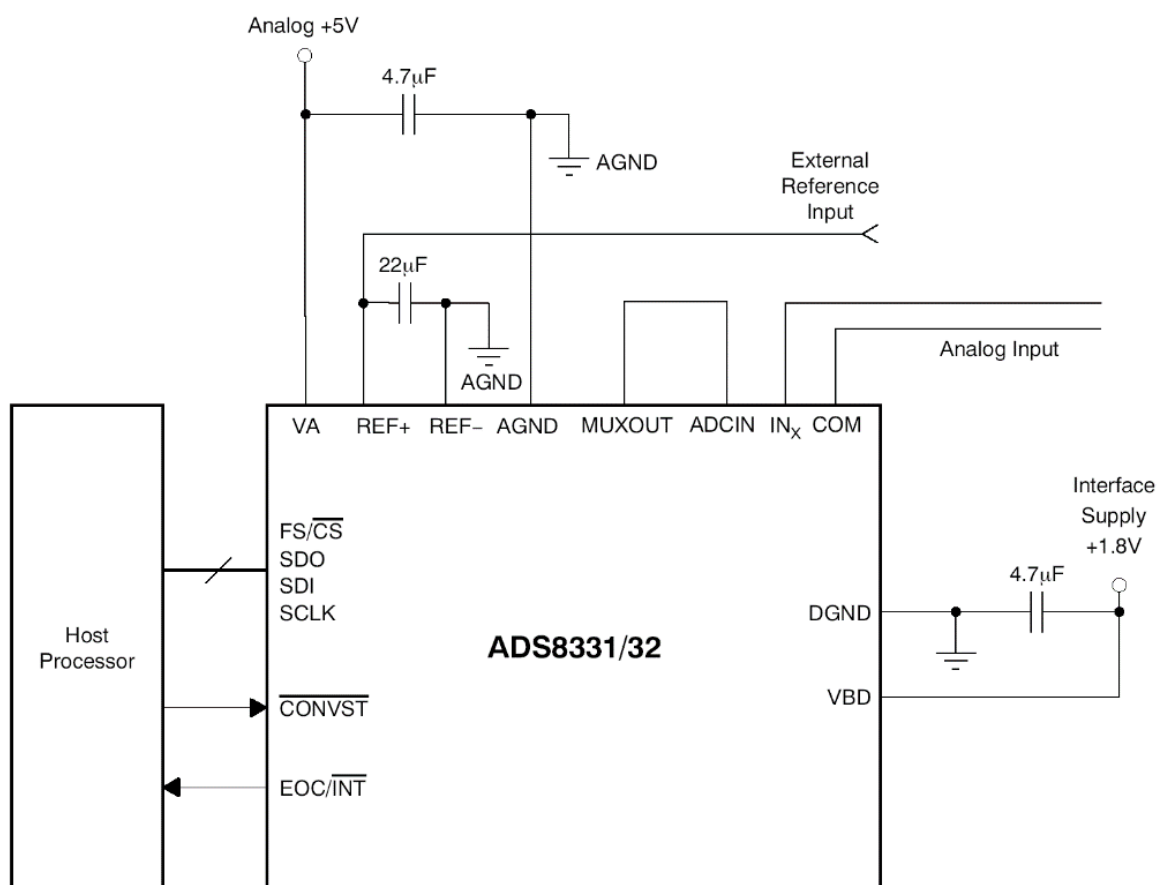 Analog +5V
4.7μF
AGND
External
Reference
Input
22μF
AGND
Analog Input
VA REF+ REF− AGND MUXOUT ADCIN INX COM
Interface
Supply
+1.8V
4.7μF
FS/CS
SDO
SDI
SCLK
DGND
Host
Processor
ADS8331/32
VBD
CONVST
EOC/INT